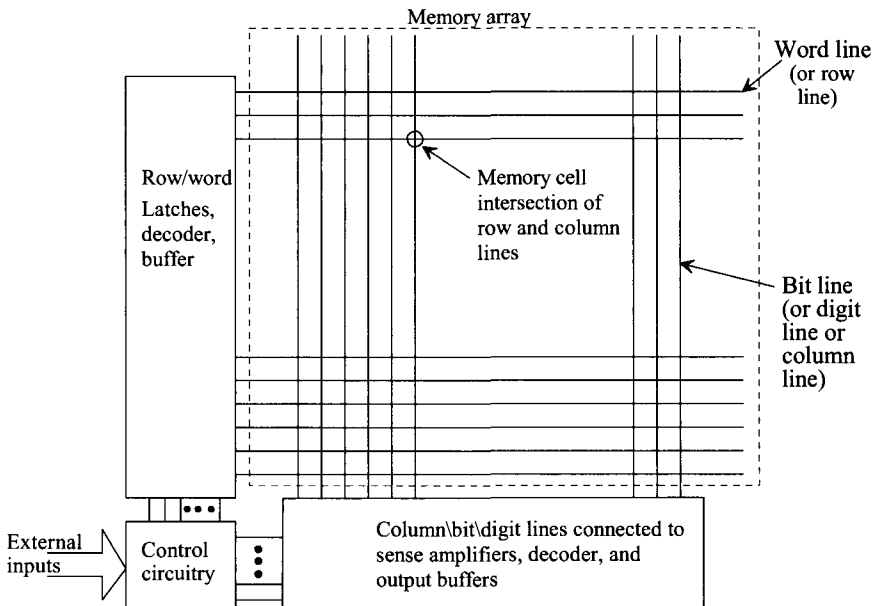 Memory array
Word line
(or row
line)
Row/word
Latches,
decoder,
buffer
Memory cell
intersection of
row and column
lines
Bit line
(or digit
line or
column
line)
External
inputs
Control
circuitry
Column\bit\digit lines connected to
sense amplifiers, decoder, and
output buffers